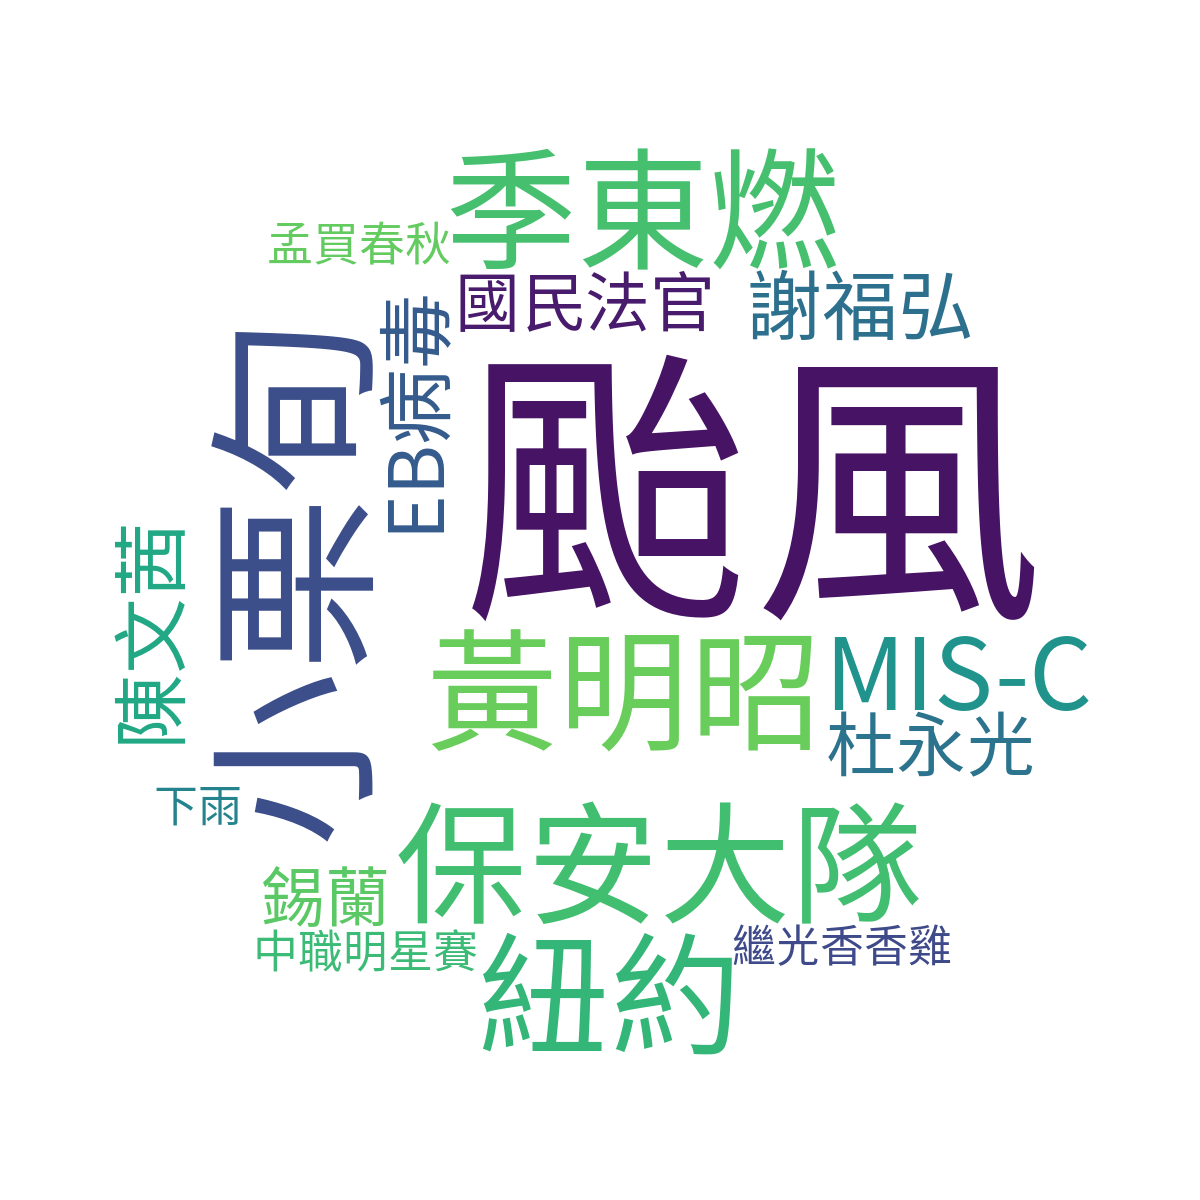 季東燃
孟買春秋
國民法官
謝福弘
EB病毒
小栗旬
颱風
陳文茜
黃明昭
MIS-C
杜永光
下雨
保安大隊
錫蘭
中職明星賽
繼光香香雞
紐約